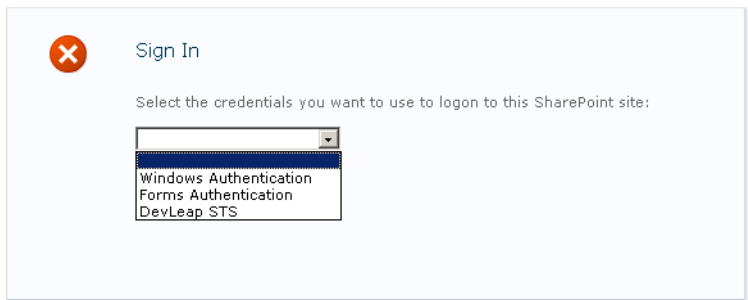 Sign In
Select the credentials you want to use to logon to this SharePoint site:
Windows Authentication
Forms Authentication
DevLeap STS